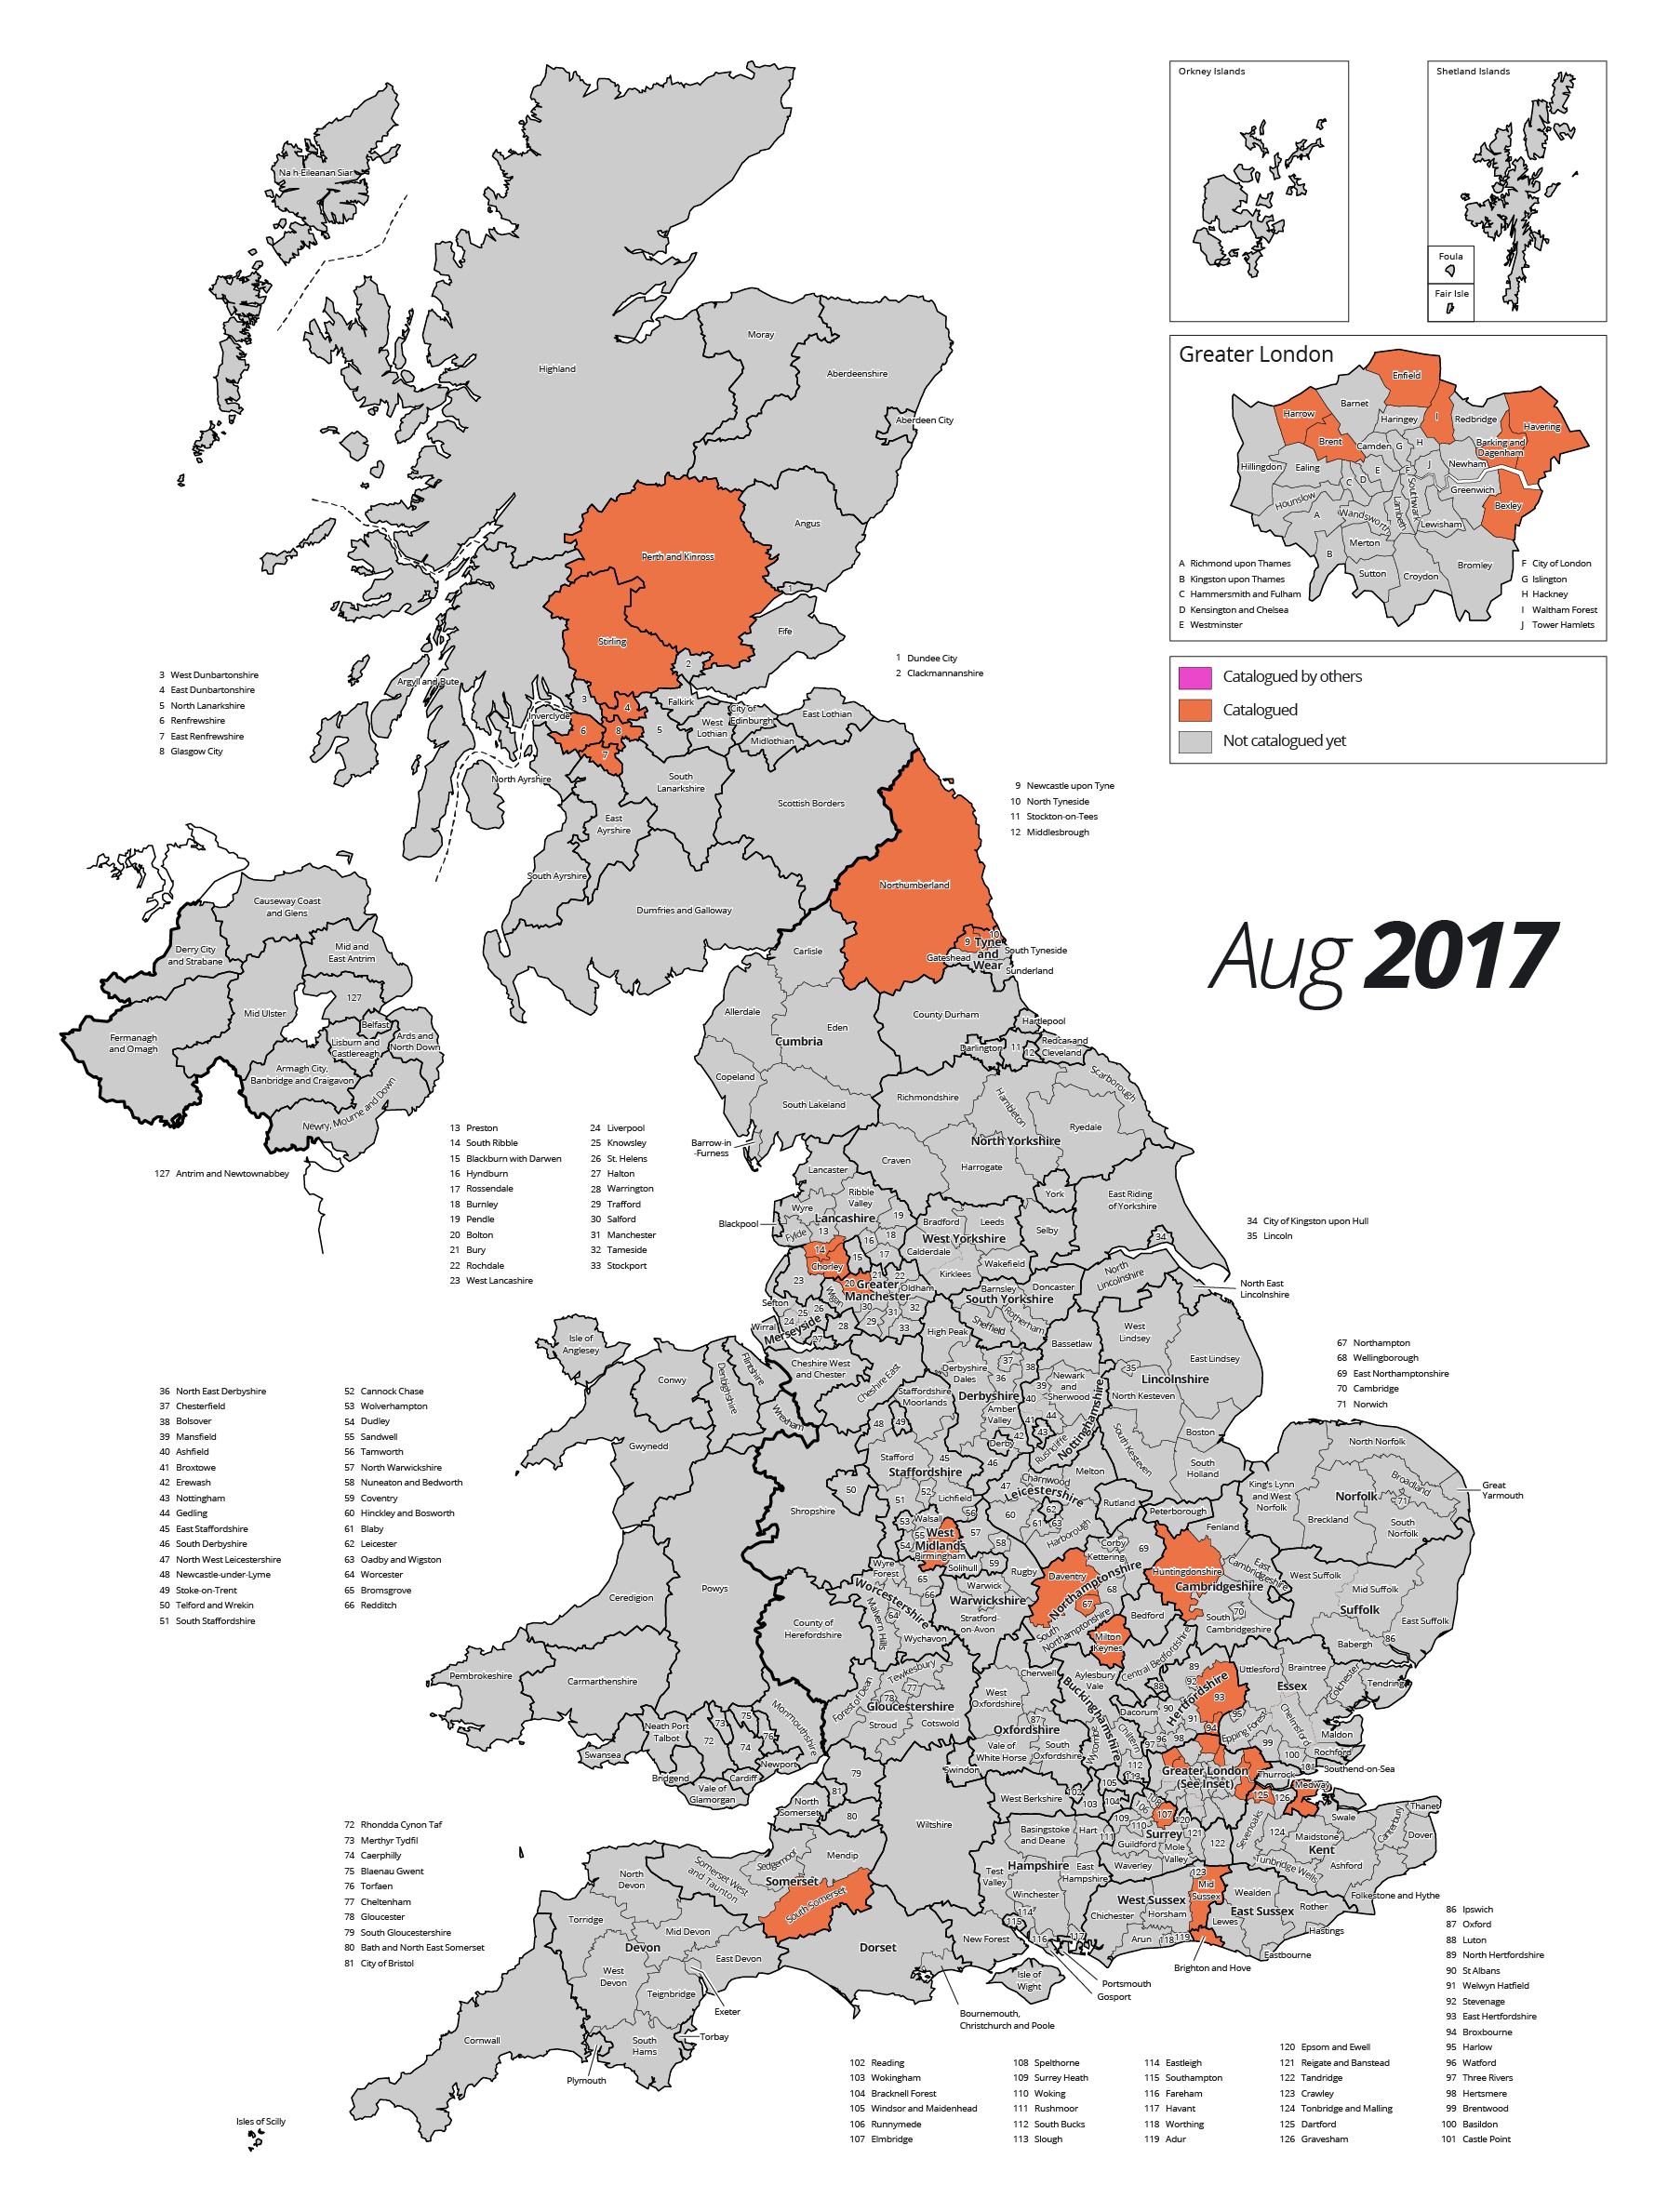 Orkney Islands
Shetland Islands
Foula
Fair Isle
Na h-Eileanan Siar
Highland
Moray
Aberdeenshire
Aberdeen City
Angus
Perth and Kinross
1
Stirling
Fife
2
Argyll and Bute
3
4
Falkirk
Inverclyde
6
8
5
7
West
Lothian
City of
Edinburgh
Midlothian
East Lothian
North Ayrshire
South
Lanarkshire
Scottish Borders
East
Ayrshire
South Ayrshire
Dumfries and Galloway
1 Dundee City
2 Clackmannanshire
3 West Dunbartonshire
4 East Dunbartonshire
5 North Lanarkshire
6 Renfrewshire
7 East Renfrewshire
8 Glasgow City
Greater London
Enfield
Harrow
Barnet
Haringey
I
Redbridge
Havering
Brent
Camden
G
H
Barking and
Dagenham
Hillingdon
Ealing
E
F
J
Newham
C
D
Greenwich
Hounslow
A
Wandsworth
Lambeth
Southwark
Lewisham
Bexley
B
Merton
Sutton
Croydon
Bromley
A Richmond upon Thames
B Kingston upon Thames
C Hammersmith and Fulham
D Kensington and Chelsea
E Westminster
F City of London
G Islington
H Hackney
I Waltham Forest
J Tower Hamlets
Catalogued by others
Catalogued
Not catalogued yet
Aug 2017
9 Newcastle upon Tyne
10 North Tyneside
11 Stockton-on-Tees
12 Middlesbrough
Causeway Coast
and Glens
Derry City
and Strabane
Mid and
East Antrim
127
Mid Ulster
Belfast
Fermanagh
and Omagh
Lisburn and
Castlereagh
Ards and
North Down
Armagh City,
Banbridge and Craigavon
Newry, Mourne and Down
127 Antrim and Newtownabbey
Northumberland
9
10
Tyne
and
Wear
South Tyneside
Gateshead
Sunderland
Carlisle
Allerdale
Eden
Cumbria
Copeland
South Lakeland
Barrow-in
-Furness
County Durham
Hartlepool
Darlington
11
12
Redcar and
Cleveland
Richmondshire
Hambleton
Scarborough
North Yorkshire
Ryedale
Craven
Harrogate
York
East Riding
of Yorkshire
Selby
34
Lancaster
Wyre
Ribble
Valley
Lancashire
Blackpool
Fylde
13
19
18
16
17
14
15
Chorley
23
20
21
22
Greater
Manchester
Oldham
Wigan
30
31
32
29
33
Bradford
Leeds
West Yorkshire
Calderdale
Kirklees
Wakefield
Barnsley
Doncaster
South Yorkshire
Sheffield
Rotherham
North
Lincolnshire
North East
Lincolnshire
Sefton
Wirral
24
25
26
Merseyside
27
28
13 Preston
14 South Ribble
15 Blackburn with Darwen
16 Hyndburn
17 Rossendale
18 Burnley
19 Pendle
20 Bolton
21 Bury
22 Rochdale
23 West Lancashire
24 Liverpool
25 Knowsley
26 St. Helens
27 Halton
28 Warrington
29 Trafford
30 Salford
31 Manchester
32 Tameside
33 Stockport
34 City of Kingston upon Hull
35 Lincoln
Isle of
Anglesey
Conwy
Denbighshire
Flintshire
Wrexham
Gwynedd
Cheshire West
and Chester
Cheshire East
High Peak
Derbyshire
Dales
37
36
38
Derbyshire
Amber
Valley
Bassetlaw
Newark
and
Sherwood
39
40
41
44
43
42
Derby
Rushcliffe
Nottinghamshire
West
Lindsey
35
East Lindsey
Lincolnshire
North Kesteven
South Kesteven
Boston
South
Holland
Staffordshire
Moorlands
48
49
Stafford
45
46
Staffordshire
50
51
52
Lichfield
56
53
Walsall
Shropshire
Charnwood
Melton
47
Leicestershire
60
62
61
63
Harborough
Rutland
Peterborough
Fenland
King's Lynn
and West
Norfolk
North Norfolk
Norfolk
Broadland
71
Great
Yarmouth
Breckland
South
Norfolk
36 North East Derbyshire
37 Chesterfield
38 Bolsover
39 Mansfield
40 Ashfield
41 Broxtowe
42 Erewash
43 Nottingham
44 Gedling
45 East Staffordshire
46 South Derbyshire
47 North West Leicestershire
48 Newcastle-under-Lyme
49 Stoke-on-Trent
50 Telford and Wrekin
51 South Staffordshire
52 Cannock Chase
53 Wolverhampton
54 Dudley
55 Sandwell
56 Tamworth
57 North Warwickshire
58 Nuneaton and Bedworth
59 Coventry
60 Hinckley and Bosworth
61 Blaby
62 Leicester
63 Oadby and Wigston
64 Worcester
65 Bromsgrove
66 Redditch
67 Northampton
68 Wellingborough
69 East Northamptonshire
70 Cambridge
71 Norwich
West
Midlands
55
54
Birmingham
57
58
Solihull
59
Rugby
Wyre
Forest
65
66
Worcestershire
Warwick
Warwickshire
Stratford
-on-Avon
64
Malvern Hills
Wychavon
Daventry
Corby
Kettering
69
Northamptonshire
68
67
South
Northamptonshire
Huntingdonshire
Cambridgeshire
East
Cambridgeshire
70
South
Cambridgeshire
West Suffolk
Mid Suffolk
Suffolk
East Suffolk
Babergh
86
Bedford
Milton
Keynes
Central Bedfordshire
Powys
Ceredigion
County of
Herefordshire
Pembrokeshire
Carmarthenshire
Swansea
Neath Port
Talbot
72
73
74
75
76
Monmouthshire
Newport
Bridgend
Cardiff
Vale of
Glamorgan
Forest of Dean
Tewkesbury
77
78
Gloucestershire
Stroud
Cotswold
Cherwell
West
Oxfordshire
Oxfordshire
87
Vale of
White Horse
South
Oxfordshire
Aylesbury
Vale
Buckinghamshire
Wycombe
Chiltern
88
89
92
Hertfordshire
93
Dacorum
90
91
94
95
96
97
98
Uttlesford
Braintree
Essex
Colchester
Tendring
Chelmsford
Epping Forest
Maldon
99
100
Rochford
101
Southend-on-Sea
Thurrock
Greater London
(See Inset)
Medway
125
126
Swindon
79
81
80
North
Somerset
Wiltshire
West Berkshire
102
103
104
105
112
113
106
108
107
120
109
110
111
Surrey
Guildford
Mole
Valley
121
122
Waverley
Sevenoaks
124
Maidstone
Kent
Swale
Canterbury
Thanet
Dover
Ashford
Tunbridge Wells
Folkestone and Hythe
Basingstoke
and Deane
Hart
Hampshire
Test
Valley
East
Hampshire
Winchester
114
115
116
117
New Forest
Isle of
Wight
Portsmouth
Gosport
West Sussex
Chichester
Horsham
123
Mid
Sussex
Arun
118
119
Brighton and Hove
Wealden
East Sussex
Lewes
Rother
Hastings
Eastbourne
Mendip
Sedgemoor
Somerset West
and Taunton
Somerset
South Somerset
North
Devon
Torridge
Mid Devon
Devon
East Devon
West
Devon
Teignbridge
Exeter
Torbay
South
Hams
Plymouth
Cornwall
Isles of Scilly
Dorset
Bournemouth,
Christchurch and Poole
72 Rhondda Cynon Taf
73 Merthyr Tydfil
74 Caerphilly
75 Blaenau Gwent
76 Torfaen
77 Cheltenham
78 Gloucester
79 South Gloucestershire
80 Bath and North East Somerset
81 City of Bristol
86 Ipswich
87 Oxford
88 Luton
89 North Hertfordshire
90 St Albans
91 Welwyn Hatfield
92 Stevenage
93 East Hertfordshire
94 Broxbourne
95 Harlow
96 Watford
97 Three Rivers
98 Hertsmere
99 Brentwood
100 Basildon
101 Castle Point
102 Reading
103 Wokingham
104 Bracknell Forest
105 Windsor and Maidenhead
106 Runnymede
107 Elmbridge
108 Spelthorne
109 Surrey Heath
110 Woking
111 Rushmoor
112 South Bucks
113 Slough
114 Eastleigh
115 Southampton
116 Fareham
117 Havant
118 Worthing
119 Adur
120 Epsom and Ewell
121 Reigate and Banstead
122 Tandridge
123 Crawley
124 Tonbridge and Malling
125 Dartford
126 Gravesham